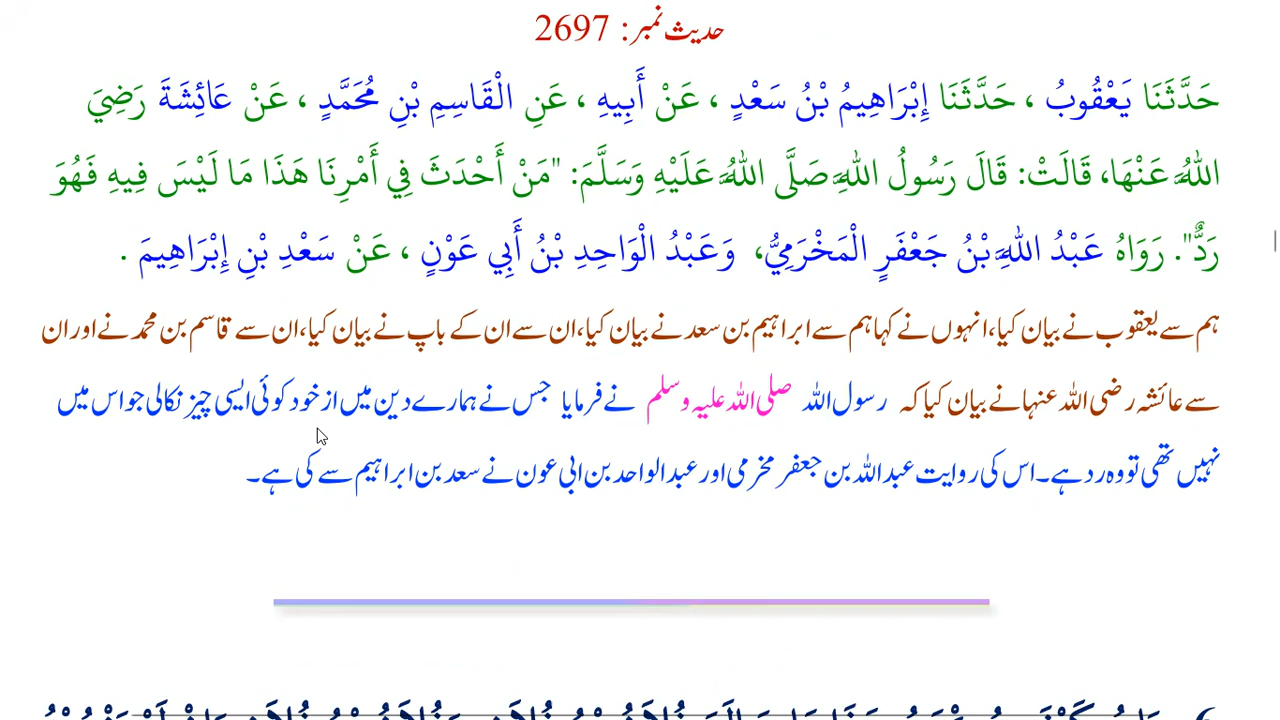 حدیث نمبر: 2697
حَدَّثَنَا يَعْقُوبُ ، حَدَّثَنَا إِبْرَاهِيمُ بْنُ سَعْدٍ ، عَنْ أَبِيهِ ، عَنِ الْقَاسِمِ بْنِ مُحَمَّدٍ ، عَنْ عَائِشَةَ رَضِيَ
اللَّهُ عَنْهَا، قَالَتْ: قَالَ رَسُولُ اللَّهِ صَلَّى اللَّهُ عَلَيْهِ وَسَلَّمَ: "مَنْ أَحْدَثَ فِي أَمْرِنَا هَذَا مَا لَيْسَ فِيهِ فَهُوَ
رَدٌّ". رَوَاهُ عَبْدُ اللَّهِ بْنُ جَعْفَرٍ الْمَخْرَمِيُّ، وَعَبْدُ الْوَاحِدِ بْنُ أَبِي عَوْنٍ ، عَنْ سَعْدِ بْنِ إِبْرَاهِيمَ .
ہم سے یعقوب نے بیان کیا، انہوں نے کہا ہم سے ابراہیم بن سعد نے بیان کیا، ان سے ان کے باپ نے بیان کیا، ان سے قاسم بن محمد نے اور ان
سے عائشہ رضی اللہ عنہا نے بیان کیا کہ رسول اللہ صلی اللہ علیہ وسلم نے فرمایا جس نے ہمارے دین میں از خود کوئی ایسی چیز نکالی جو اس میں
نہیں تھی تو وہ رد ہے۔ اس کی روایت عبداللہ بن جعفر مخرمی اور عبدالواحد بن ابی عون نے سعد بن ابراہیم سے کی ہے۔